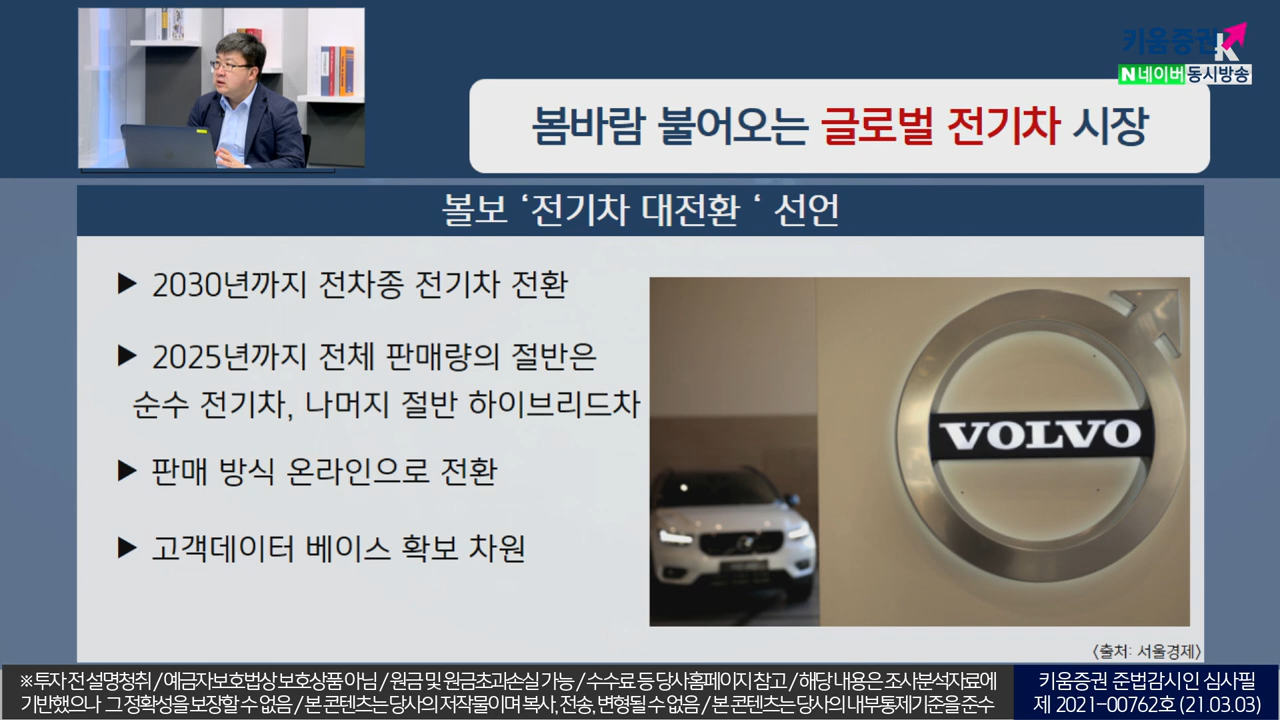 키움증권
K
N 네이버 동시방송
봄바람 불어오는 글로벌 전기차 시장
볼보 ‘전기차 대전환 ‘ 선언
▶ 2030년까지 전차종 전기차 전환
▶ 2025년까지 전체 판매량의 절반은
순수 전기차, 나머지 절반 하이브리드차
▶ 판매 방식 온라인으로 전환
▶ 고객데이터 베이스 확보 차원
VOLVO
<출처: 서울경제>
※ 투자 전 설명청취 / 예금자보호법상 보호상품 아님 / 원금 및 원금초과손실 가능 / 수수료 등 당사홈페이지 참고 / 해당 내용은 조사분석자료에
기반했으나 그 정확성을 보장할 수 없음 / 본 콘텐츠는 당사의 저작물이며 복사, 전송, 변형될 수 없음 / 본 콘텐츠는 당사의 내부통제기준을 준수
키움증권 준법감시인 심사필
제 2021-00762호 (21.03.03)